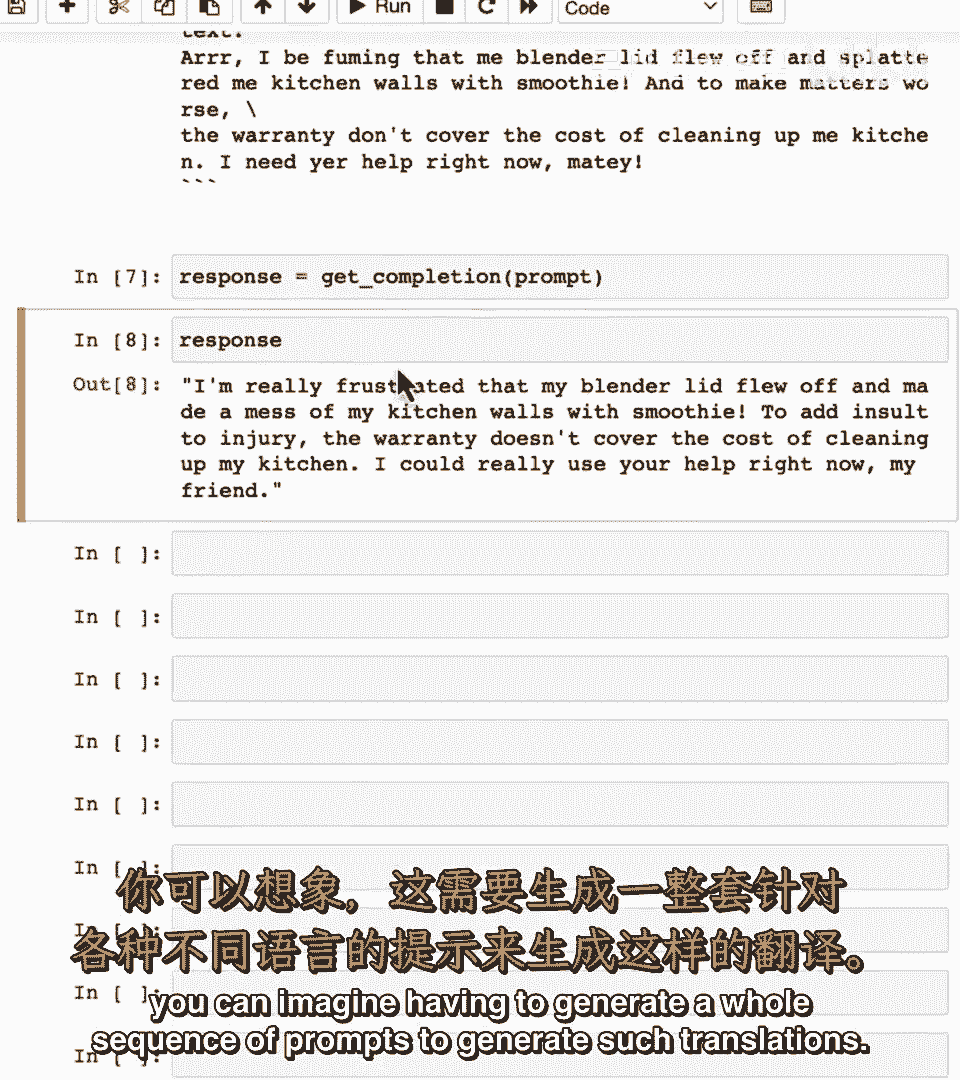 Run
Code
text:
Arrr, I be fuming that me blender lid flew off and splatte
red me kitchen walls with smoothie! And to make matters wo
rse, \
the warranty don't cover the cost of cleaning up me kitche
n. I need yer help right now, matey!
```
In [7]: response = get_completion(prompt)
In [8]: response
Out[8]: "I'm really frustrated that my blender lid flew off and ma
de a mess of my kitchen walls with smoothie! To add insult
to injury, the warranty doesn't cover the cost of cleaning
up my kitchen. I could really use your help right now, my
friend."
In [ ]:
In [ ]:
In [ ]:
In [ ]:
In [ ]:
In [ ]:
你可以想象，这需要生成一整套针对
In [ ]:
各种不同语言的提示来生成这样的翻译。
In [ ]:
you can imagine having to generate a whole
sequence of prompts to generate such translations.
In [ ]: